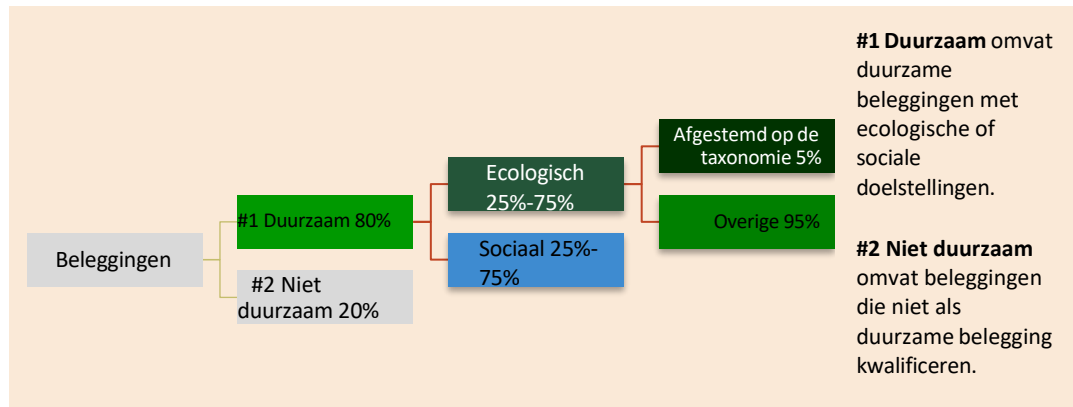 Beleggingen
#1 Duurzaam 80%
#2 Niet
duurzaam 20%
Ecologisch
25%-75%
Sociaal 25%-
75%
Afgestemd op de
taxonomie 5%
Overige 95%
#1 Duurzaam omvat
duurzame
beleggingen met
ecologische of
sociale
doelstellingen.
#2 Niet duurzaam
omvat beleggingen
die niet als
duurzame belegging
kwalificeren.